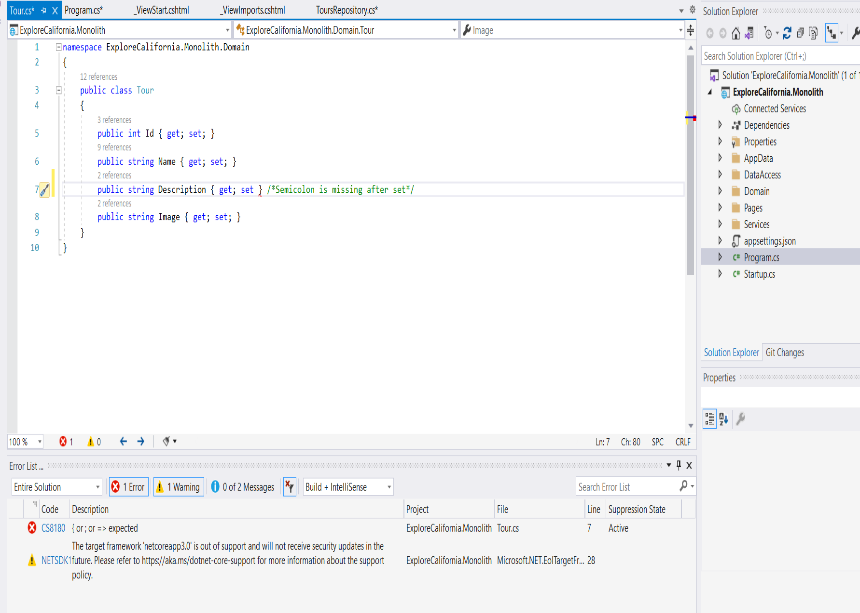 Tour.cs*
Program.cs*
_ViewStart.cshtml
_ViewImports.cshtml
ToursRepository.cs*
ExploreCalifornia.Monolith
ExploreCalifornia.Monolith.Domain.Tour
Image
1 namespace ExploreCalifornia.Monolith.Domain
2 {
12 references
3 public class Tour
4 {
3 references
5 public int Id { get; set; }
9 references
6 public string Name { get; set; }
2 references
7 public string Description { get; set } /*Semicolon is missing after set*/
2 references
8 public string Image { get; set; }
9 }
10 }
100 %
1
0
Ln: 7 Ch: 80 SPC CRLF
Solution Explorer
Search Solution Explorer (Ctrl+;)
Solution 'ExploreCalifornia.Monolith' (1 of 1
ExploreCalifornia.Monolith
Connected Services
Dependencies
Properties
AppData
DataAccess
Domain
Pages
Services
appsettings.json
Program.cs
Startup.cs
Solution Explorer Git Changes
Properties
Error List ...
Entire Solution
1 Error
1 Warning
0 of 2 Messages
Build + IntelliSense
Search Error List
Code Description Project File Line Suppression State
CS8180 { or ; or => expected ExploreCalifornia.Monolith Tour.cs 7 Active
The target framework 'netcoreapp3.0' is out of support and will not receive security updates in the
NETSDK1 future. Please refer to https://aka.ms/dotnet-core-support for more information about the support ExploreCalifornia.Monolith Microsoft.NET.EolTargetFr... 28
policy.